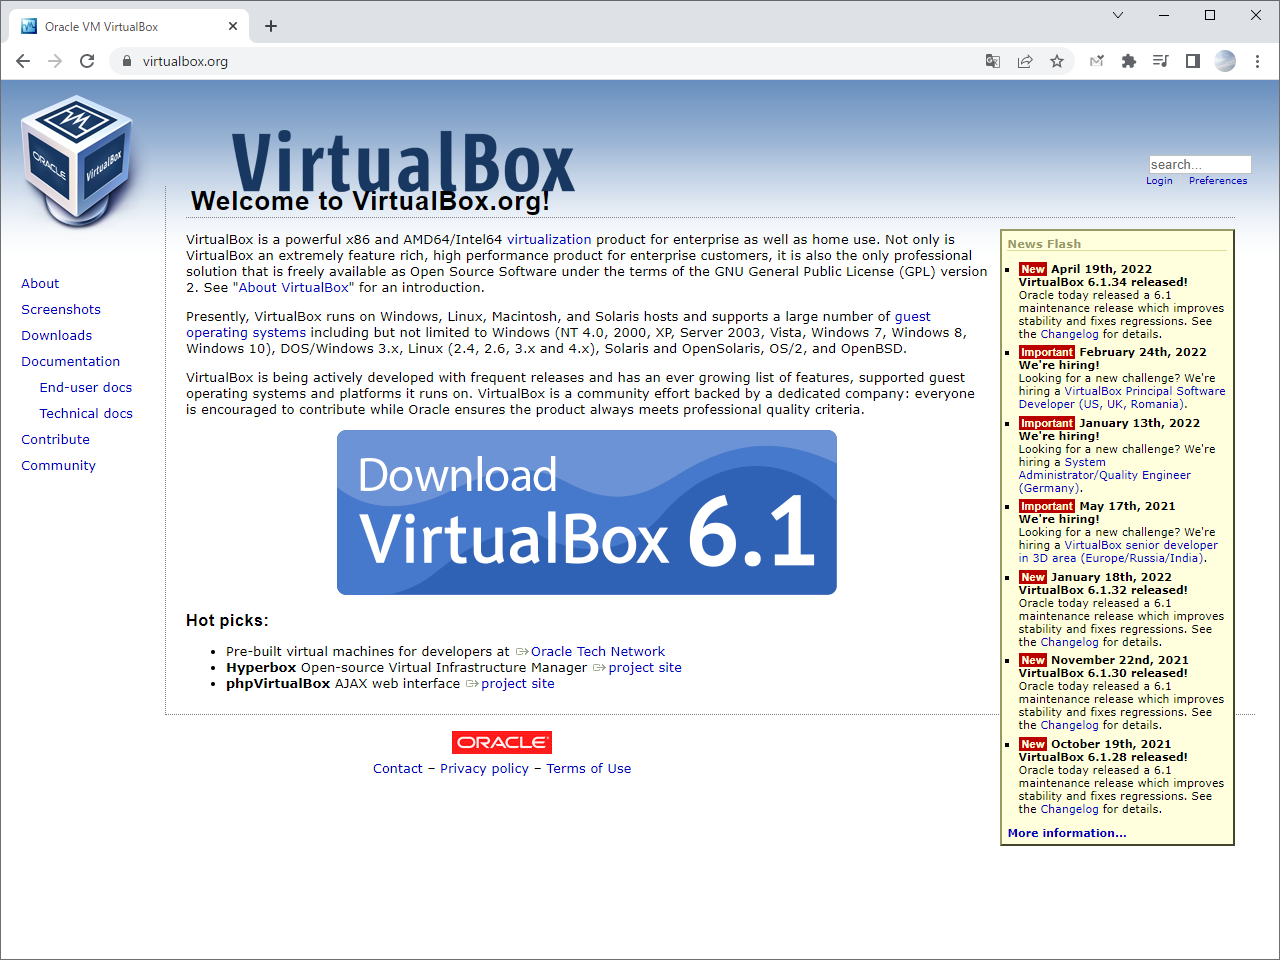 Oracle VM VirtualBox
virtualbox.org
ORACLE
VirtualBox
VirtualBox
search...
Login Preferences
Welcome to VirtualBox.org!
About
Screenshots
Downloads
Documentation
End-user docs
Technical docs
Contribute
Community
VirtualBox is a powerful x86 and AMD64/Intel64 virtualization product for enterprise as well as home use. Not only is
VirtualBox an extremely feature rich, high performance product for enterprise customers, it is also the only professional
solution that is freely available as Open Source Software under the terms of the GNU General Public License (GPL) version
2. See "About VirtualBox" for an introduction.
Presently, VirtualBox runs on Windows, Linux, Macintosh, and Solaris hosts and supports a large number of guest
operating systems including but not limited to Windows (NT 4.0, 2000, XP, Server 2003, Vista, Windows 7, Windows 8,
Windows 10), DOS/Windows 3.x, Linux (2.4, 2.6, 3.x and 4.x), Solaris and OpenSolaris, OS/2, and OpenBSD.
VirtualBox is being actively developed with frequent releases and has an ever growing list of features, supported guest
operating systems and platforms it runs on. VirtualBox is a community effort backed by a dedicated company: everyone
is encouraged to contribute while Oracle ensures the product always meets professional quality criteria.
Download
VirtualBox 6.1
Hot picks:
Pre-built virtual machines for developers at Oracle Tech Network
Hyperbox Open-source Virtual Infrastructure Manager project site
phpVirtualBox AJAX web interface project site
News Flash
New April 19th, 2022
VirtualBox 6.1.34 released!
Oracle today released a 6.1
maintenance release which improves
stability and fixes regressions. See
the Changelog for details.
Important February 24th, 2022
We're hiring!
Looking for a new challenge? We're
hiring a VirtualBox Principal Software
Developer (US, UK, Romania).
Important January 13th, 2022
We're hiring!
Looking for a new challenge? We're
hiring a System
Administrator/Quality Engineer
(Germany).
Important May 17th, 2021
We're hiring!
Looking for a new challenge? We're
hiring a VirtualBox senior developer
in 3D area (Europe/Russia/India).
New January 18th, 2022
VirtualBox 6.1.32 released!
Oracle today released a 6.1
maintenance release which improves
stability and fixes regressions. See
the Changelog for details.
New November 22nd, 2021
VirtualBox 6.1.30 released!
Oracle today released a 6.1
maintenance release which improves
stability and fixes regressions. See
the Changelog for details.
New October 19th, 2021
VirtualBox 6.1.28 released!
Oracle today released a 6.1
maintenance release which improves
stability and fixes regressions. See
the Changelog for details.
More information...
ORACLE
Contact – Privacy policy – Terms of Use